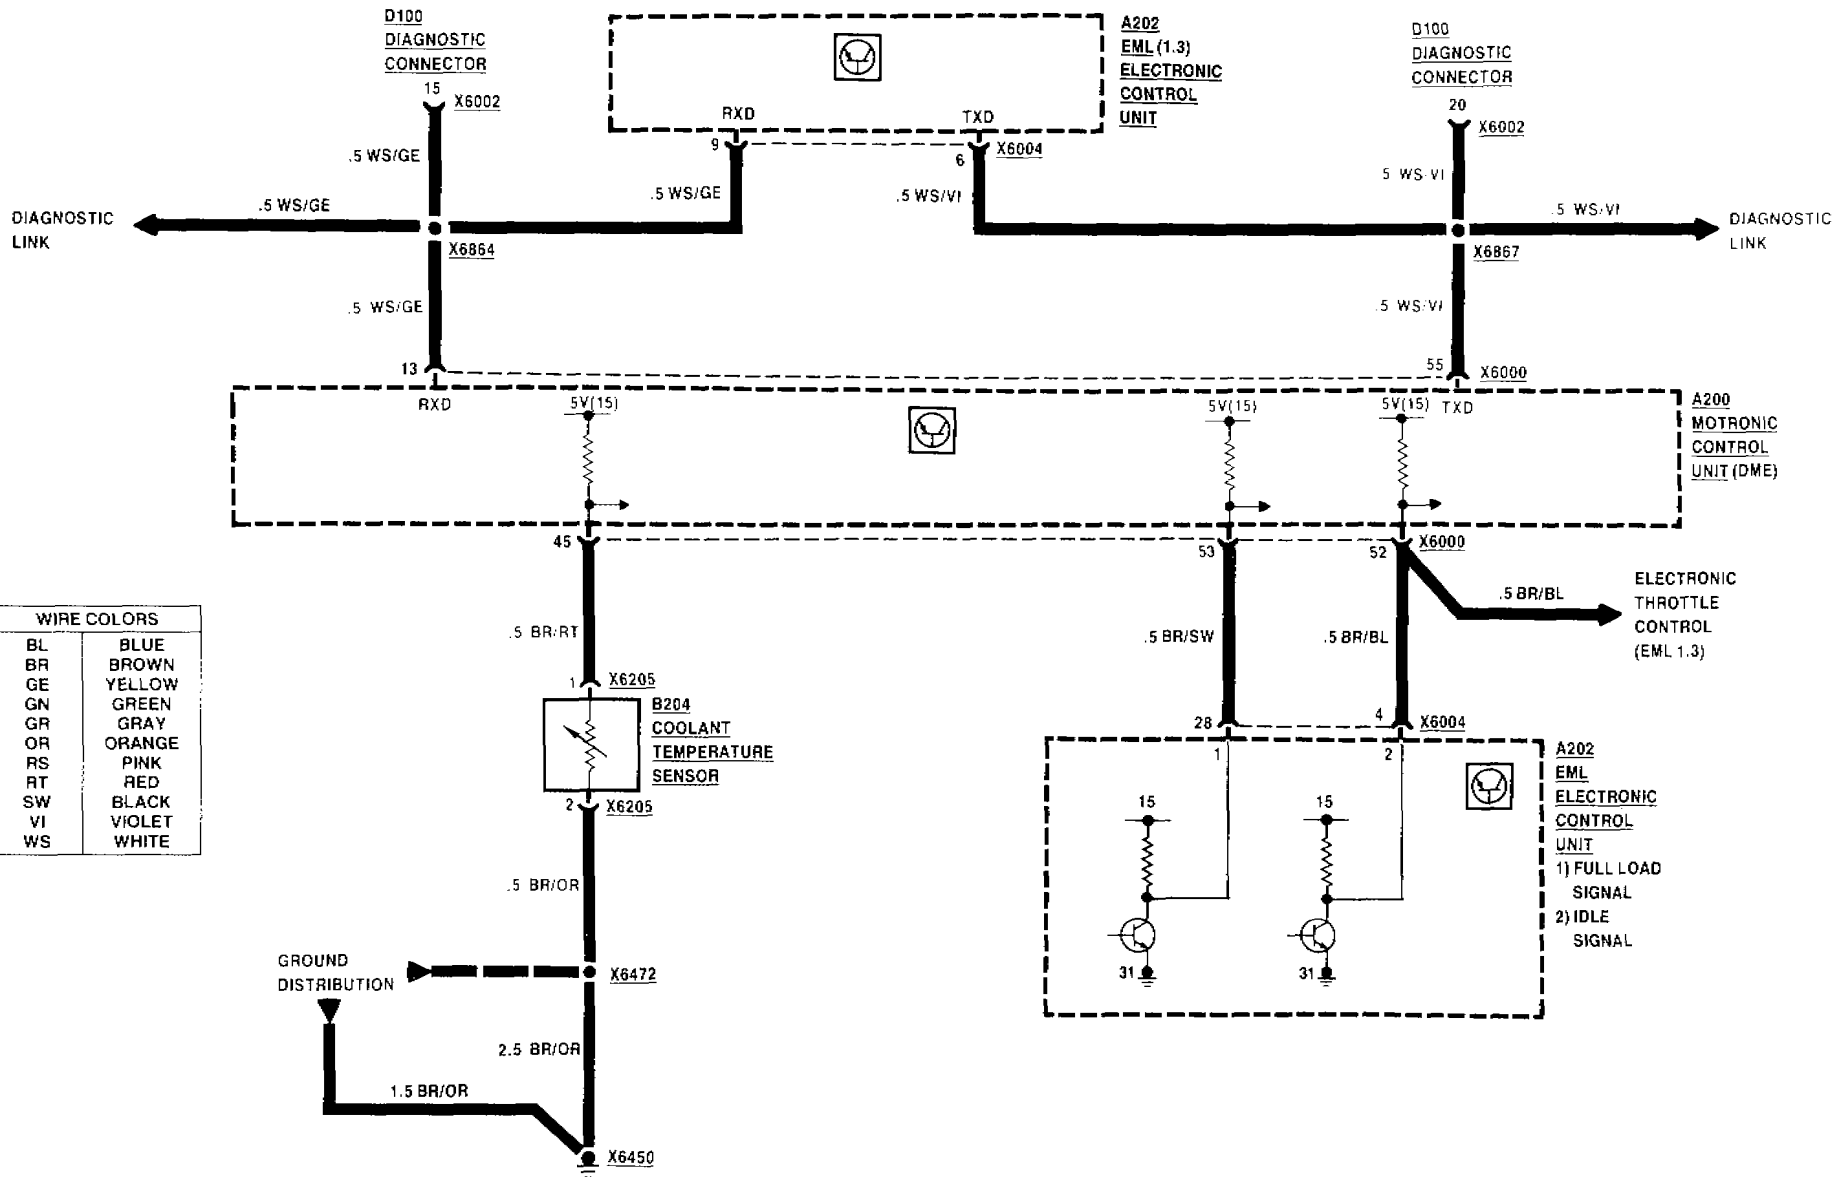 D100
DIAGNOSTIC
CONNECTOR
15
X6002
.5 WS/GE
A202
EML (1.3)
ELECTRONIC
CONTROL
UNIT
RXD
TXD
9
6
X6004
.5 WS/GE
.5 WS/VI
D100
DIAGNOSTIC
CONNECTOR
20
X6002
5 WS-VI
DIAGNOSTIC
LINK
.5 WS/GE
X6864
.5 WS/VI
X6867
DIAGNOSTIC
LINK
.5 WS/GE
.5 WS/VI
13
55
X6000
RXD
5V(15)
5V(15)
5V(15)
TXD
A200
MOTRONIC
CONTROL
UNIT (DME)
45
53
52
X6000
.5 BR/RT
.5 BR/SW
.5 BR/BL
.5 BR/BL
ELECTRONIC
THROTTLE
CONTROL
(EML 1.3)
WIRE COLORS
BL BLUE
BR BROWN
GE YELLOW
GN GREEN
GR GRAY
OR ORANGE
RS PINK
RT RED
SW BLACK
VI VIOLET
WS WHITE
1
X6205
B204
COOLANT
TEMPERATURE
SENSOR
2
X6205
28
4
X6004
1
2
15
15
31
31
A202
EML
ELECTRONIC
CONTROL
UNIT
1) FULL LOAD
SIGNAL
2) IDLE
SIGNAL
.5 BR/OR
GROUND
DISTRIBUTION
X6472
2.5 BR/OR
1.5 BR/OR
X6450